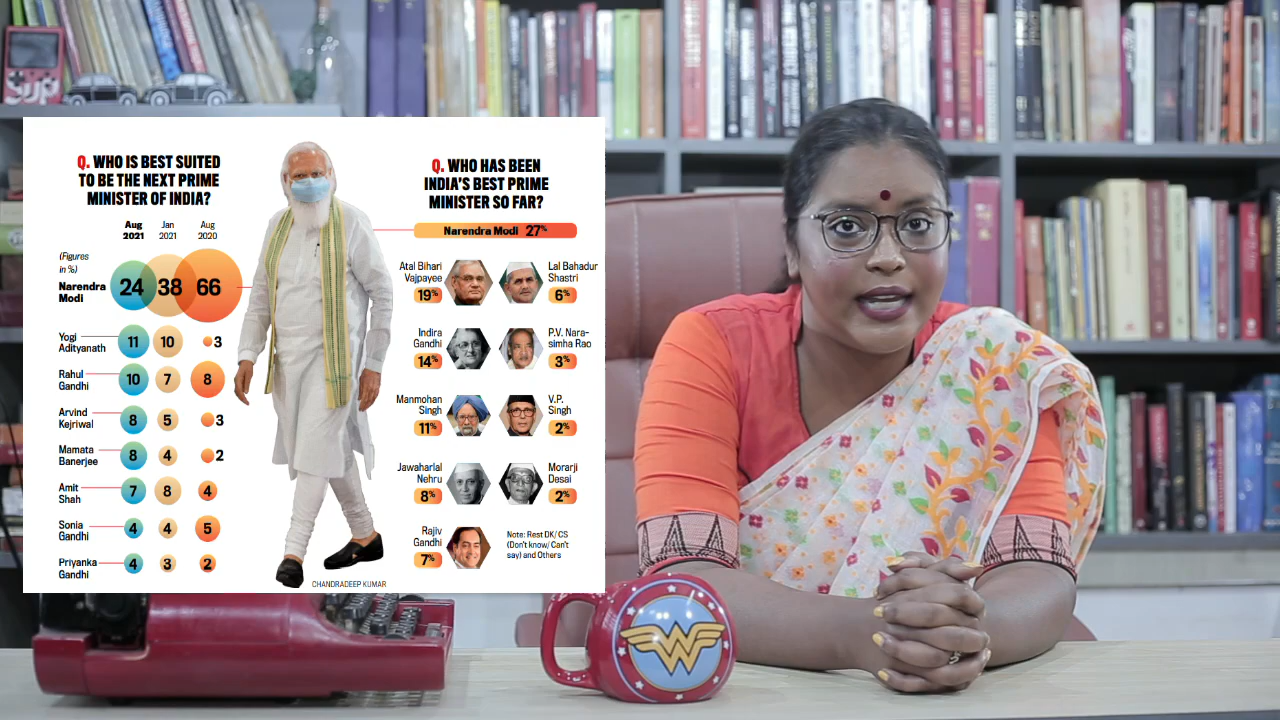 Sup
Q. WHO IS BEST SUITED
TO BE THE NEXT PRIME
MINISTER OF INDIA?
Aug 2021
Jan 2021
Aug 2020
(Figures
in %)
Narendra
Modi
24 38 66
Yogi
Adityanath
11 10 3
Rahul
Gandhi
10 7 8
Arvind
Kejriwal
8 5 3
Mamata
Banerjee
8 4 2
Amit
Shah
7 8 4
Sonia
Gandhi
4 4 5
Priyanka
Gandhi
4 3 2
CHANDRADEEP KUMAR
Q. WHO HAS BEEN
INDIA'S BEST PRIME
MINISTER SO FAR?
Narendra Modi 27%
Atal Bihari
Vajpayee
19%
Lal Bahadur
Shastri
6%
Indira
Gandhi
14%
P.V. Nara-
simha Rao
3%
Manmohan
Singh
11%
V.P.
Singh
2%
Jawaharlal
Nehru
8%
Morarji
Desai
2%
Rajiv
Gandhi
7%
Note: Rest DK/ CS
(Don't know/ Can't
say) and Others